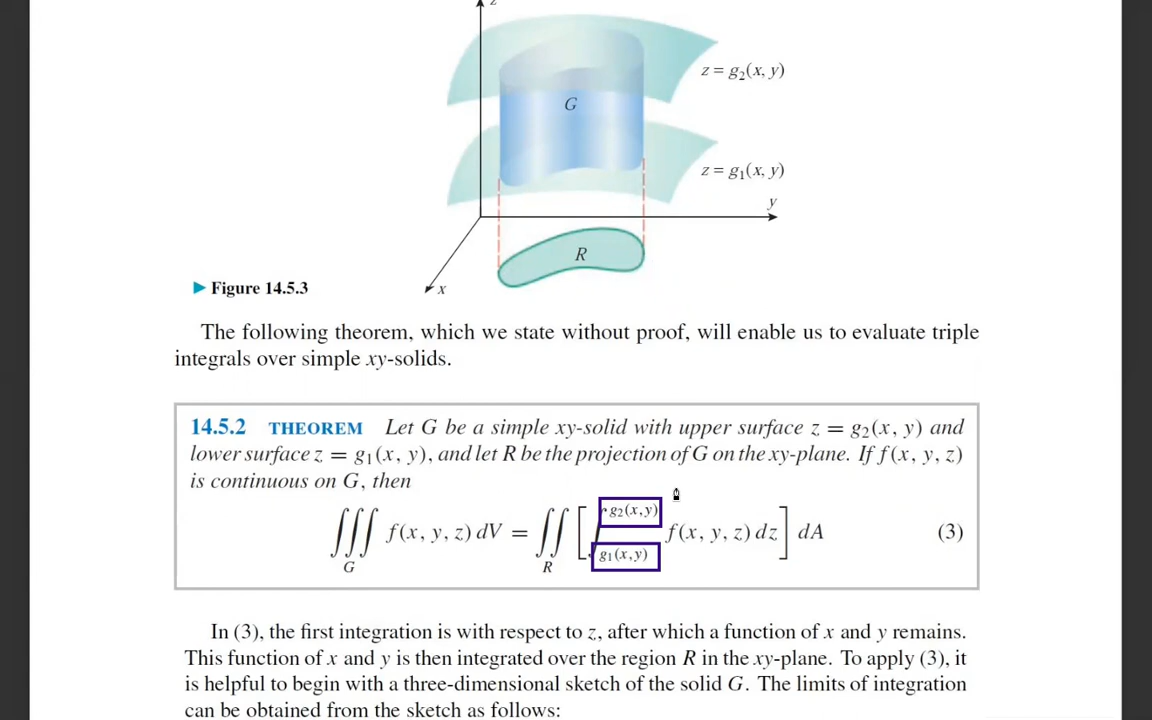 z
z = g₂(x, y)
G
z = g₁(x, y)
y
R
x
▶ Figure 14.5.3
The following theorem, which we state without proof, will enable us to evaluate triple
integrals over simple xy-solids.
14.5.2 THEOREM Let G be a simple xy-solid with upper surface z = g₂(x, y) and
lower surface z = g₁(x, y), and let R be the projection of G on the xy-plane. If f(x, y, z)
is continuous on G, then
∭_G f(x, y, z) dV = ∬_R [∫_{g₁(x,y)}^{g₂(x,y)} f(x, y, z) dz] dA (3)
In (3), the first integration is with respect to z, after which a function of x and y remains.
This function of x and y is then integrated over the region R in the xy-plane. To apply (3), it
is helpful to begin with a three-dimensional sketch of the solid G. The limits of integration
can be obtained from the sketch as follows: